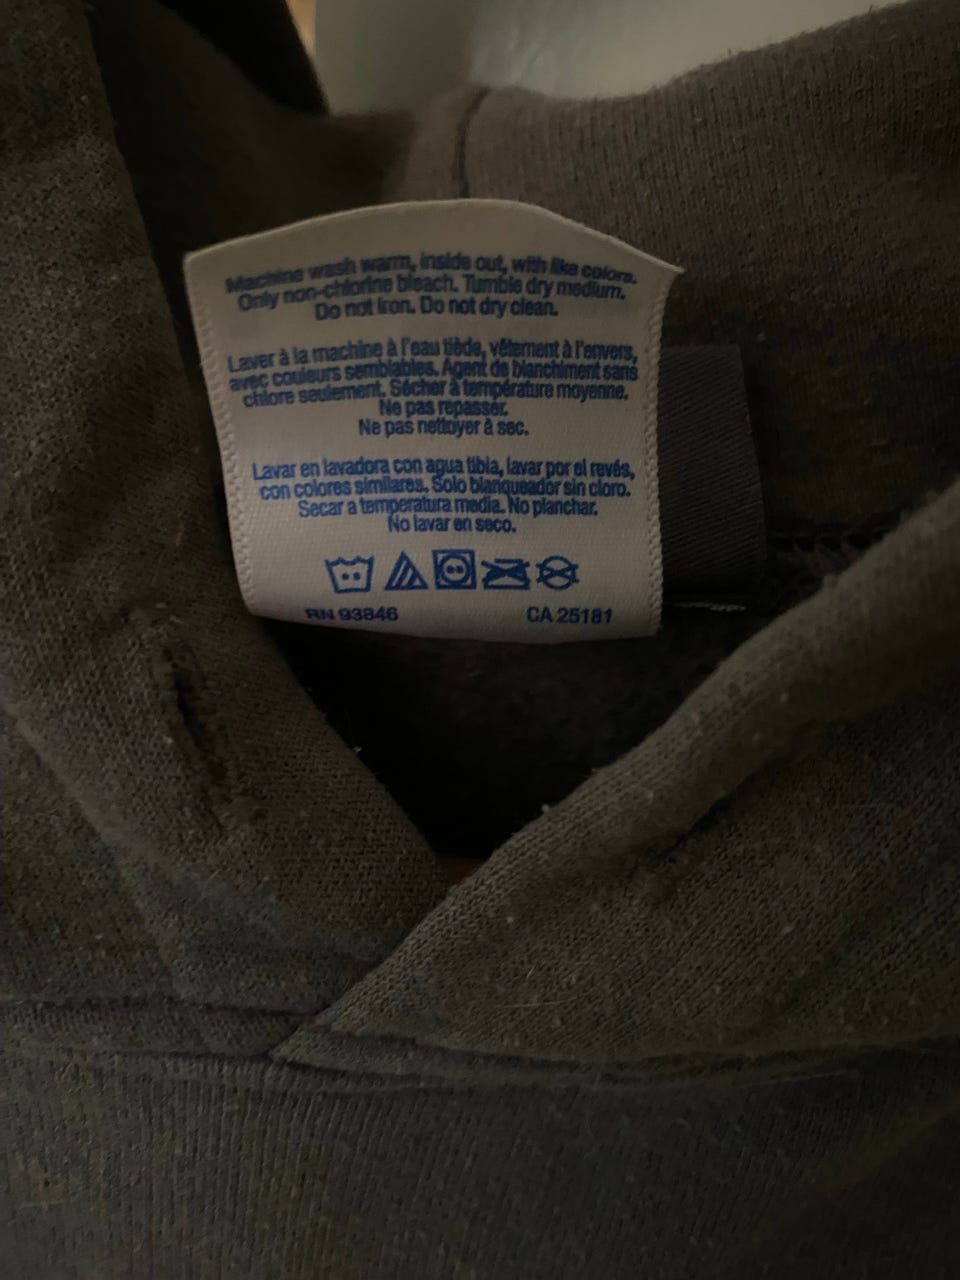 Machine wash warm, inside out, with like colors.
Only non-chlorine bleach. Tumble dry medium.
Do not iron. Do not dry clean.
Laver à la machine à l'eau tiède, vêtement à l'envers,
avec couleurs semblables. Agent de blanchiment sans
chlore seulement. Sécher à température moyenne.
Ne pas repasser.
Ne pas nettoyer à sec.
Lavar en lavadora con agua tibia, lavar por el revés,
con colores similares. Solo blanqueador sin cloro.
Secar a temperatura media. No planchar.
No lavar en seco.
RN 93846 CA 25181